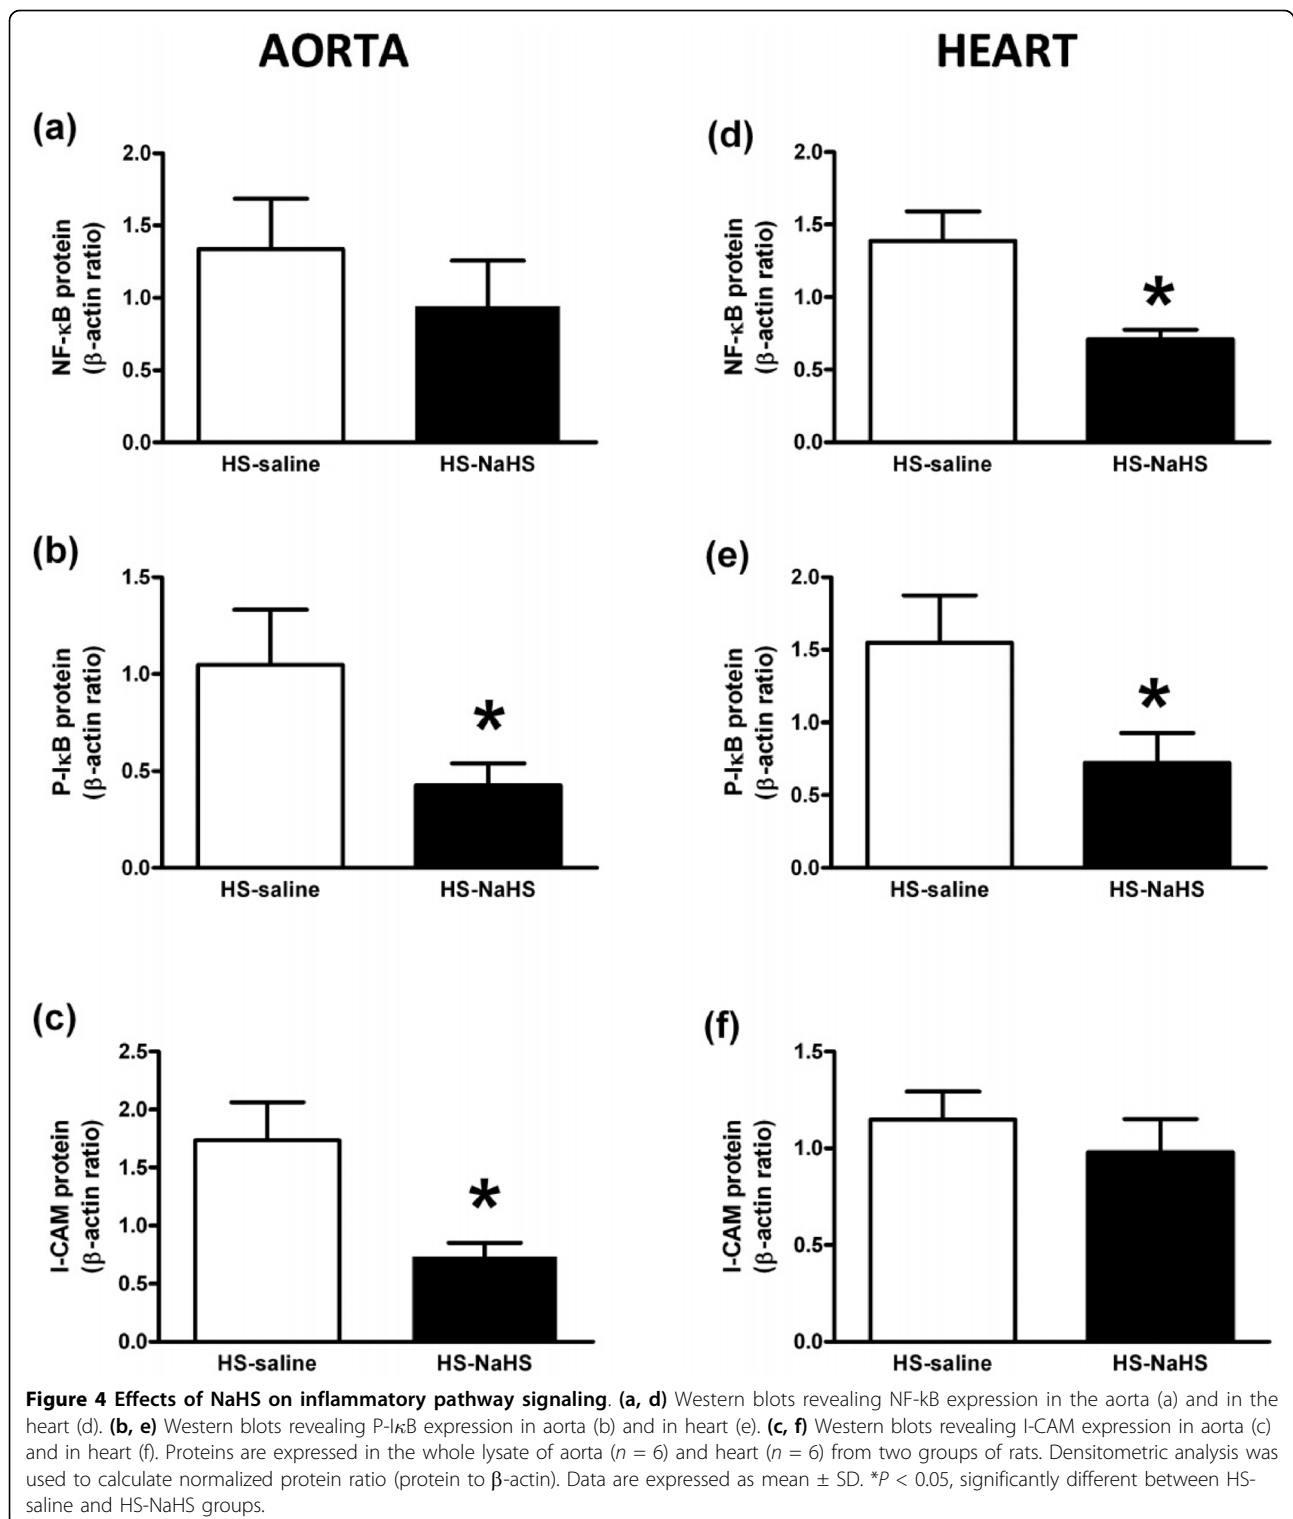 AORTA
HEART
(a)
NF-κB protein
(β-actin ratio)
2.0
1.5
1.0
0.5
0.0
HS-saline
HS-NaHS
(d)
NF-κB protein
(β-actin ratio)
2.0
1.5
1.0
0.5
0.0
*
HS-saline
HS-NaHS
(b)
P-IκB protein
(β-actin ratio)
1.5
1.0
0.5
0.0
*
HS-saline
HS-NaHS
(e)
P-IκB protein
(β-actin ratio)
2.0
1.5
1.0
0.5
0.0
*
HS-saline
HS-NaHS
(c)
I-CAM protein
(β-actin ratio)
2.5
2.0
1.5
1.0
0.5
0.0
*
HS-saline
HS-NaHS
(f)
I-CAM protein
(β-actin ratio)
1.5
1.0
0.5
0.0
HS-saline
HS-NaHS
Figure 4 Effects of NaHS on inflammatory pathway signaling. (a, d) Western blots revealing NF-kB expression in the aorta (a) and in the
heart (d). (b, e) Western blots revealing P-IκB expression in aorta (b) and in heart (e). (c, f) Western blots revealing I-CAM expression in aorta (c)
and in heart (f). Proteins are expressed in the whole lysate of aorta (n = 6) and heart (n = 6) from two groups of rats. Densitometric analysis was
used to calculate normalized protein ratio (protein to β-actin). Data are expressed as mean ± SD. *P < 0.05, significantly different between HS-
saline and HS-NaHS groups.